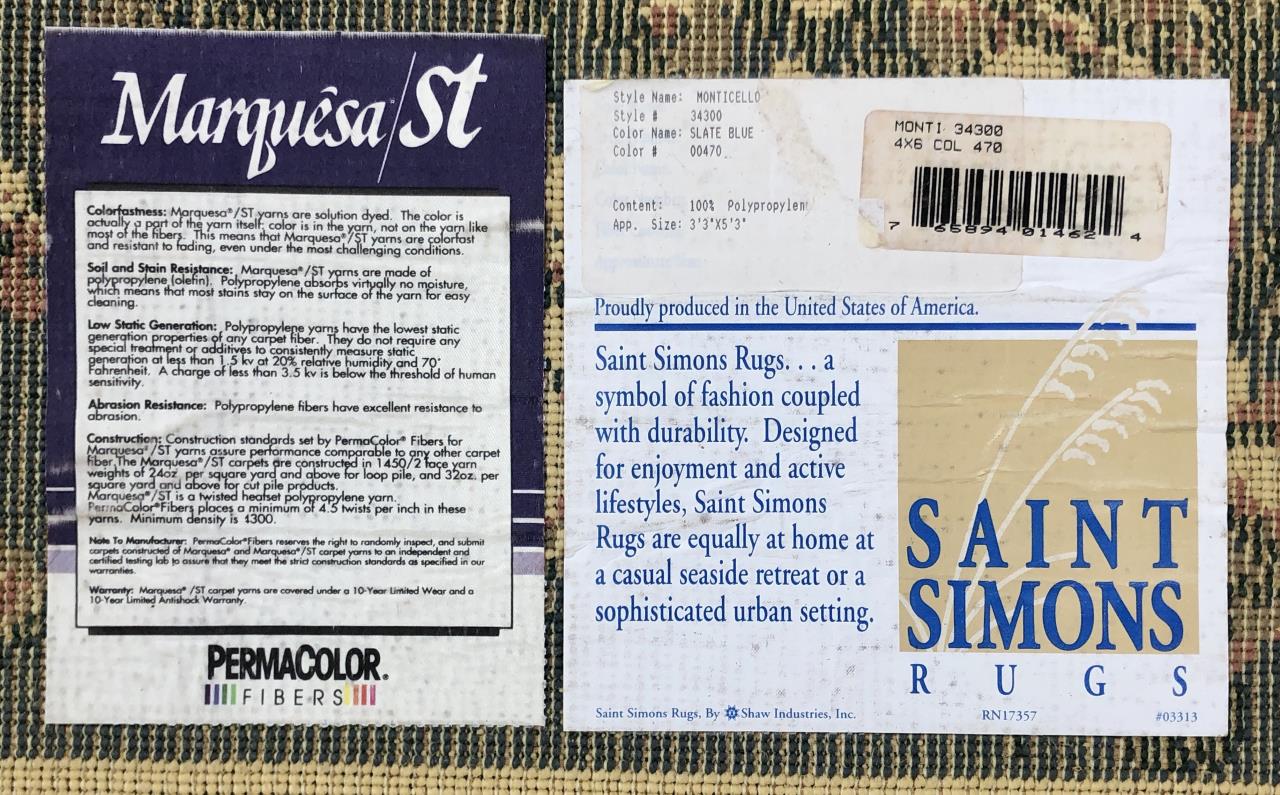 Marquêsa/St
Colorfastness: Marquesa®/ST yarns are solution dyed. The color is
actually a part of the yarn itself; color is in the yarn, not on the yarn like
most of the fibers. This means that Marquesa®/ST yarns are colorfast
and resistant to fading, even under the most challenging conditions.
Soil and Stain Resistance: Marquesa®/ST yarns are made of
polypropylene (olefin). Polypropylene absorbs virtually no moisture,
which means that most stains stay on the surface of the yarn for easy
cleaning.
Low Static Generation: Polypropylene yarns have the lowest static
generation properties of any carpet fiber. They do not require any
special treatment or additives to consistently measure static
generation at less than 1.5 kv at 20% relative humidity and 70°
Fahrenheit. A charge of less than 3.5 kv is below the threshold of human
sensitivity.
Abrasion Resistance: Polypropylene fibers have excellent resistance to
abrasion.
Construction: Construction standards set by PermaColor® Fibers for
Marquesa®/ST yarns assure performance comparable to any other carpet
fiber. The Marquesa®/ST carpets are constructed in 1450/2 face yarn
weights of 24oz. per square yard and above for loop pile, and 32oz. per
square yard and above for cut pile products.
Marquesa®/ST is a twisted heatset polypropylene yarn.
PermaColor®Fibers places a minimum of 4.5 twists per inch in these
yarns. Minimum density is 1300.
Note To Manufacturer: PermaColor®Fibers reserves the right to randomly inspect, and submit
carpets constructed of Marquesa® and Marquesa®/ST carpet yarns to an independent and
certified testing lab to assure that they meet the strict construction standards as specified in our
warranties.
Warranty: Marquesa® /ST carpet yarns are covered under a 10-Year Limited Wear and a
10-Year Limited Antishock Warranty.
PERMACOLOR®
FIBERS
Style Name: MONTICELLO
Style # 34300
Color Name: SLATE BLUE
Color # 00470
Content: 100% Polypropylen
App. Size: 3'3"X5'3"
MONTI 34300
4X6 COL 470
7 65894 01462 4
Proudly produced in the United States of America.
Saint Simons Rugs. . . a
symbol of fashion coupled
with durability. Designed
for enjoyment and active
lifestyles, Saint Simons
Rugs are equally at home at
a casual seaside retreat or a
sophisticated urban setting.
SAINT
SIMONS
RUGS
Saint Simons Rugs, By Shaw Industries, Inc.
RN17357
#03313